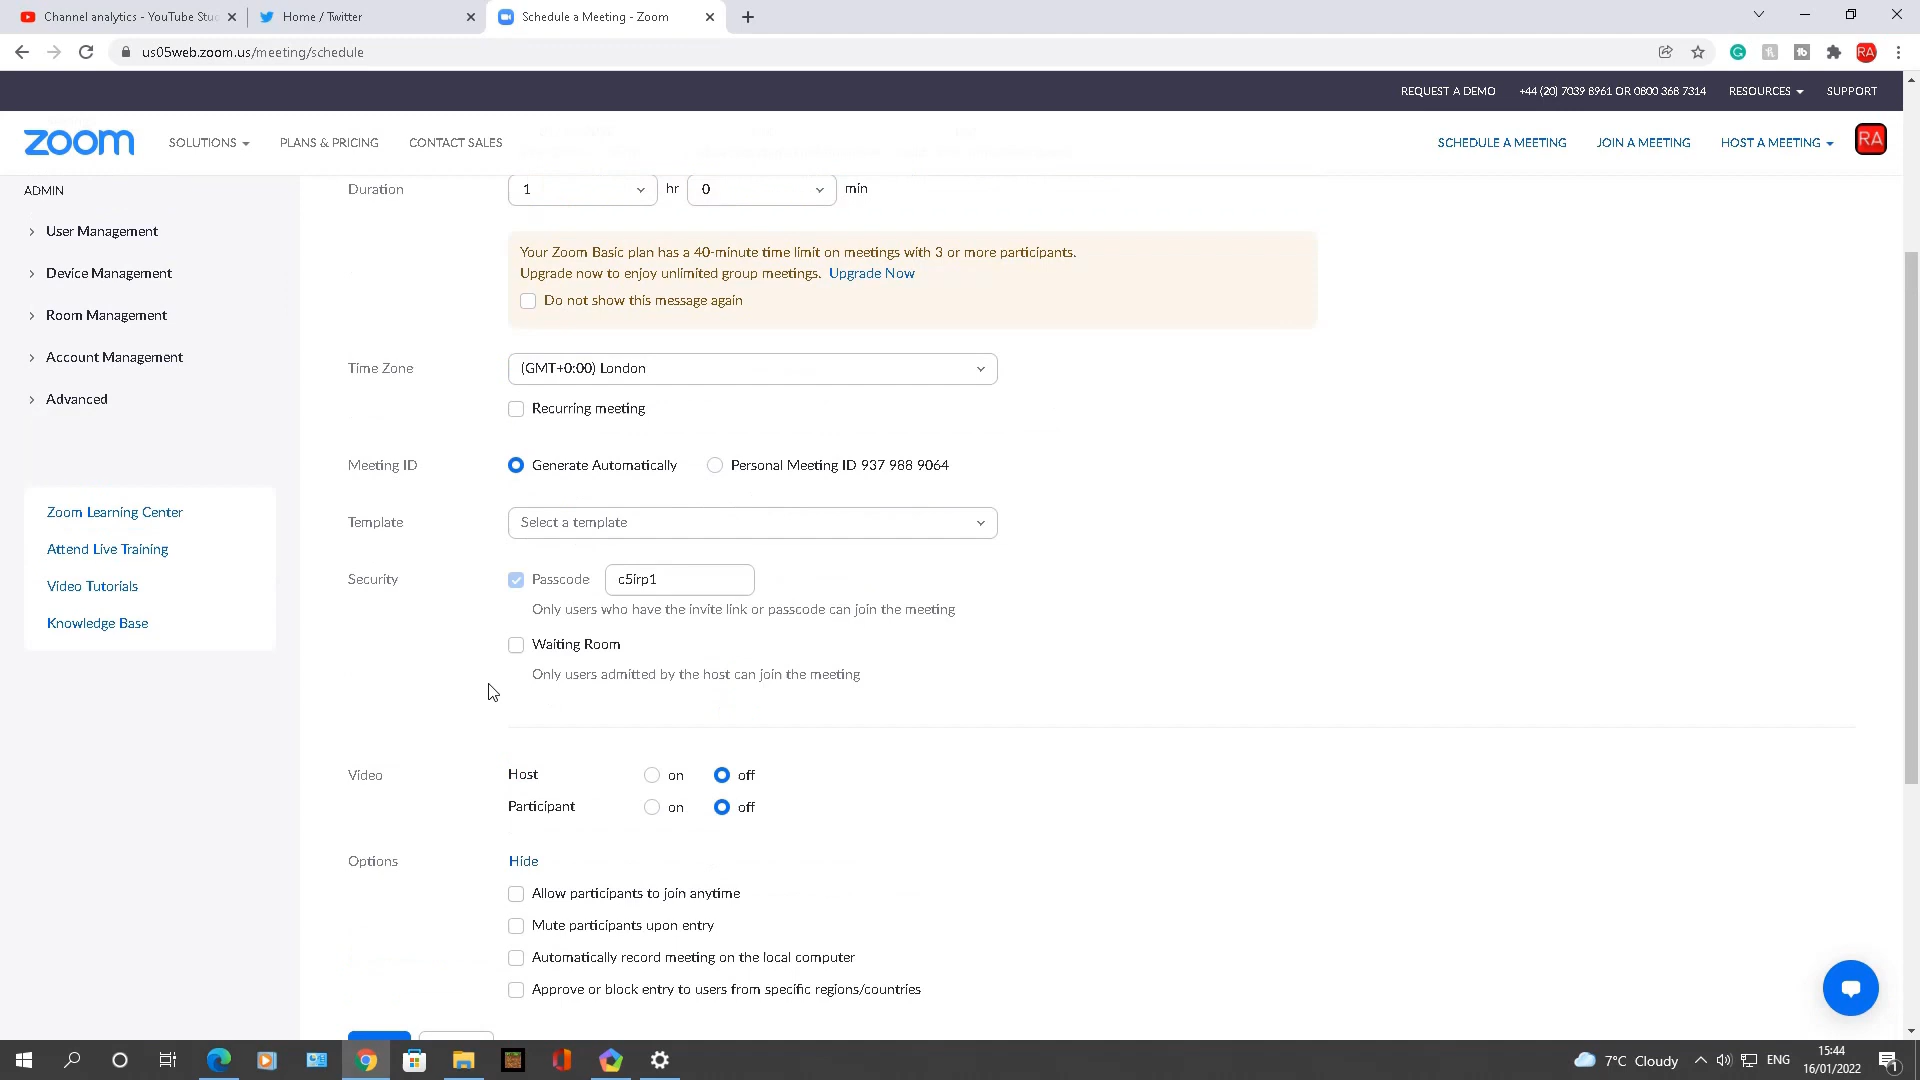 Channel analytics - YouTube Stu
Home / Twitter
Schedule a Meeting - Zoom
us05web.zoom.us/meeting/schedule
RA
REQUEST A DEMO
+44 (20) 7039 8961 OR 0800 368 7314
RESOURCES
SUPPORT
zoom
SOLUTIONS
PLANS & PRICING
CONTACT SALES
SCHEDULE A MEETING
JOIN A MEETING
HOST A MEETING
RA
ADMIN
User Management
Device Management
Room Management
Account Management
Advanced
Zoom Learning Center
Attend Live Training
Video Tutorials
Knowledge Base
Duration
1 hr 0 min
Your Zoom Basic plan has a 40-minute time limit on meetings with 3 or more participants.
Upgrade now to enjoy unlimited group meetings. Upgrade Now
Do not show this message again
Time Zone
(GMT+0:00) London
Recurring meeting
Meeting ID
Generate Automatically
Personal Meeting ID 937 988 9064
Template
Select a template
Security
Passcode
c5irp1
Only users who have the invite link or passcode can join the meeting
Waiting Room
Only users admitted by the host can join the meeting
Video
Host
on
off
Participant
on
off
Options
Hide
Allow participants to join anytime
Mute participants upon entry
Automatically record meeting on the local computer
Approve or block entry to users from specific regions/countries
7°C Cloudy
ENG
15:44
16/01/2022
1